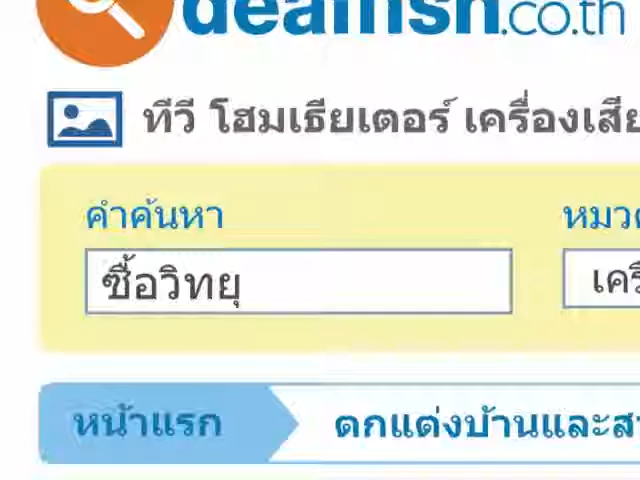 dealfish.co.th
ทีวี โฮมเธียเตอร์ เครื่องเสีย
คำค้นหา หมวด
ซื้อวิทยุ เครื
หน้าแรก ตกแต่งบ้านและส